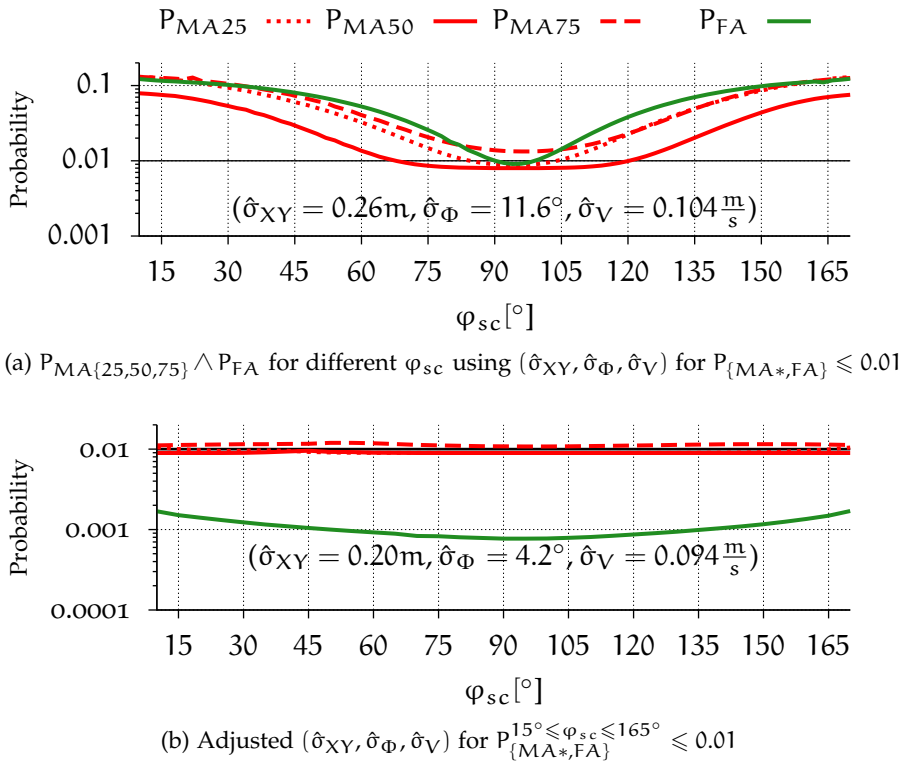 P_MA25 P_MA50 P_MA75 P_FA
Probability
0.1
0.01
0.001
(σ̂_XY = 0.26m, σ̂_Φ = 11.6°, σ̂_V = 0.104 m/s)
15 30 45 60 75 90 105 120 135 150 165
φ_sc[°]
(a) P_MA{25,50,75} ∧ P_FA for different φ_sc using (σ̂_XY, σ̂_Φ, σ̂_V) for P_{MA∗,FA} ⩽ 0.01
Probability
0.01
0.001
0.0001
(σ̂_XY = 0.20m, σ̂_Φ = 4.2°, σ̂_V = 0.094 m/s)
15 30 45 60 75 90 105 120 135 150 165
φ_sc[°]
(b) Adjusted (σ̂_XY, σ̂_Φ, σ̂_V) for P_{MA∗,FA}^{15°⩽φ_sc⩽165°} ⩽ 0.01